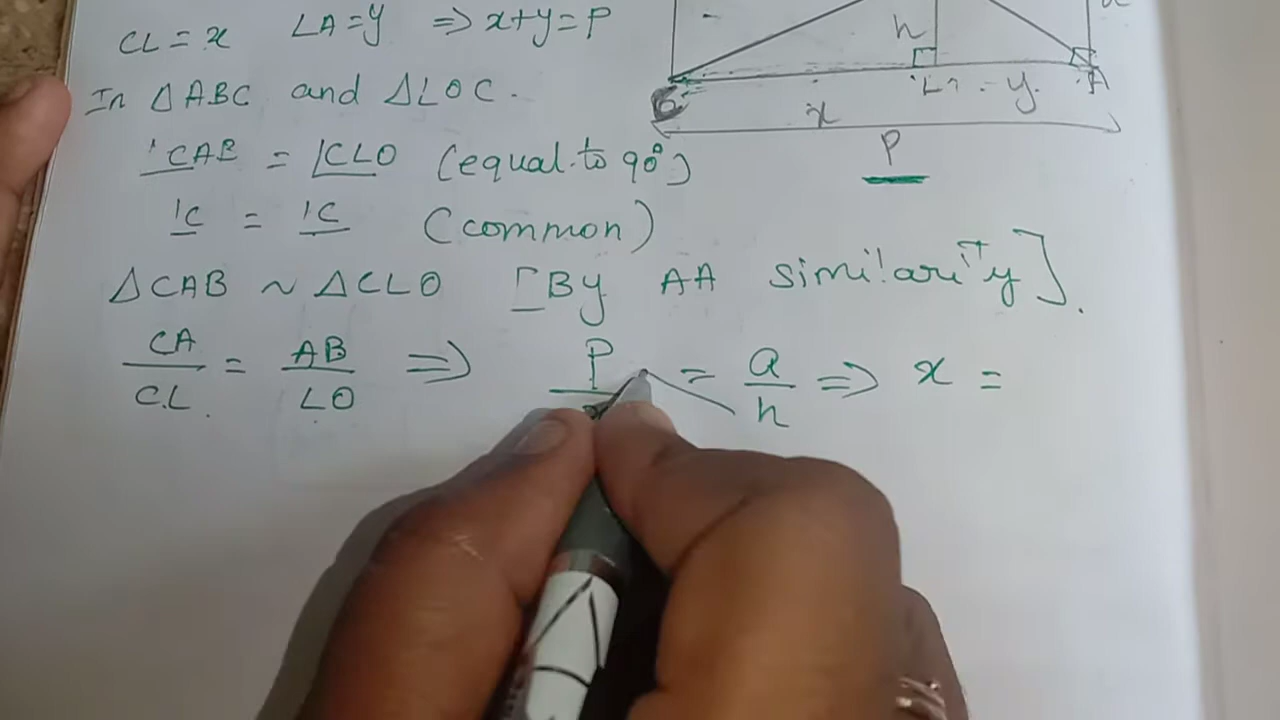 CL = x ∠A = y ⇒ x+y = P
In ΔABC and ΔLOC.
∠CAB = ∠CLO (equal to 90°)
∠C = ∠C (common)
ΔCAB ~ ΔCLO [By AA similarity].
CA/CL = AB/LO ⇒ P/ = a/h ⇒ x =
h
L y A
x
P